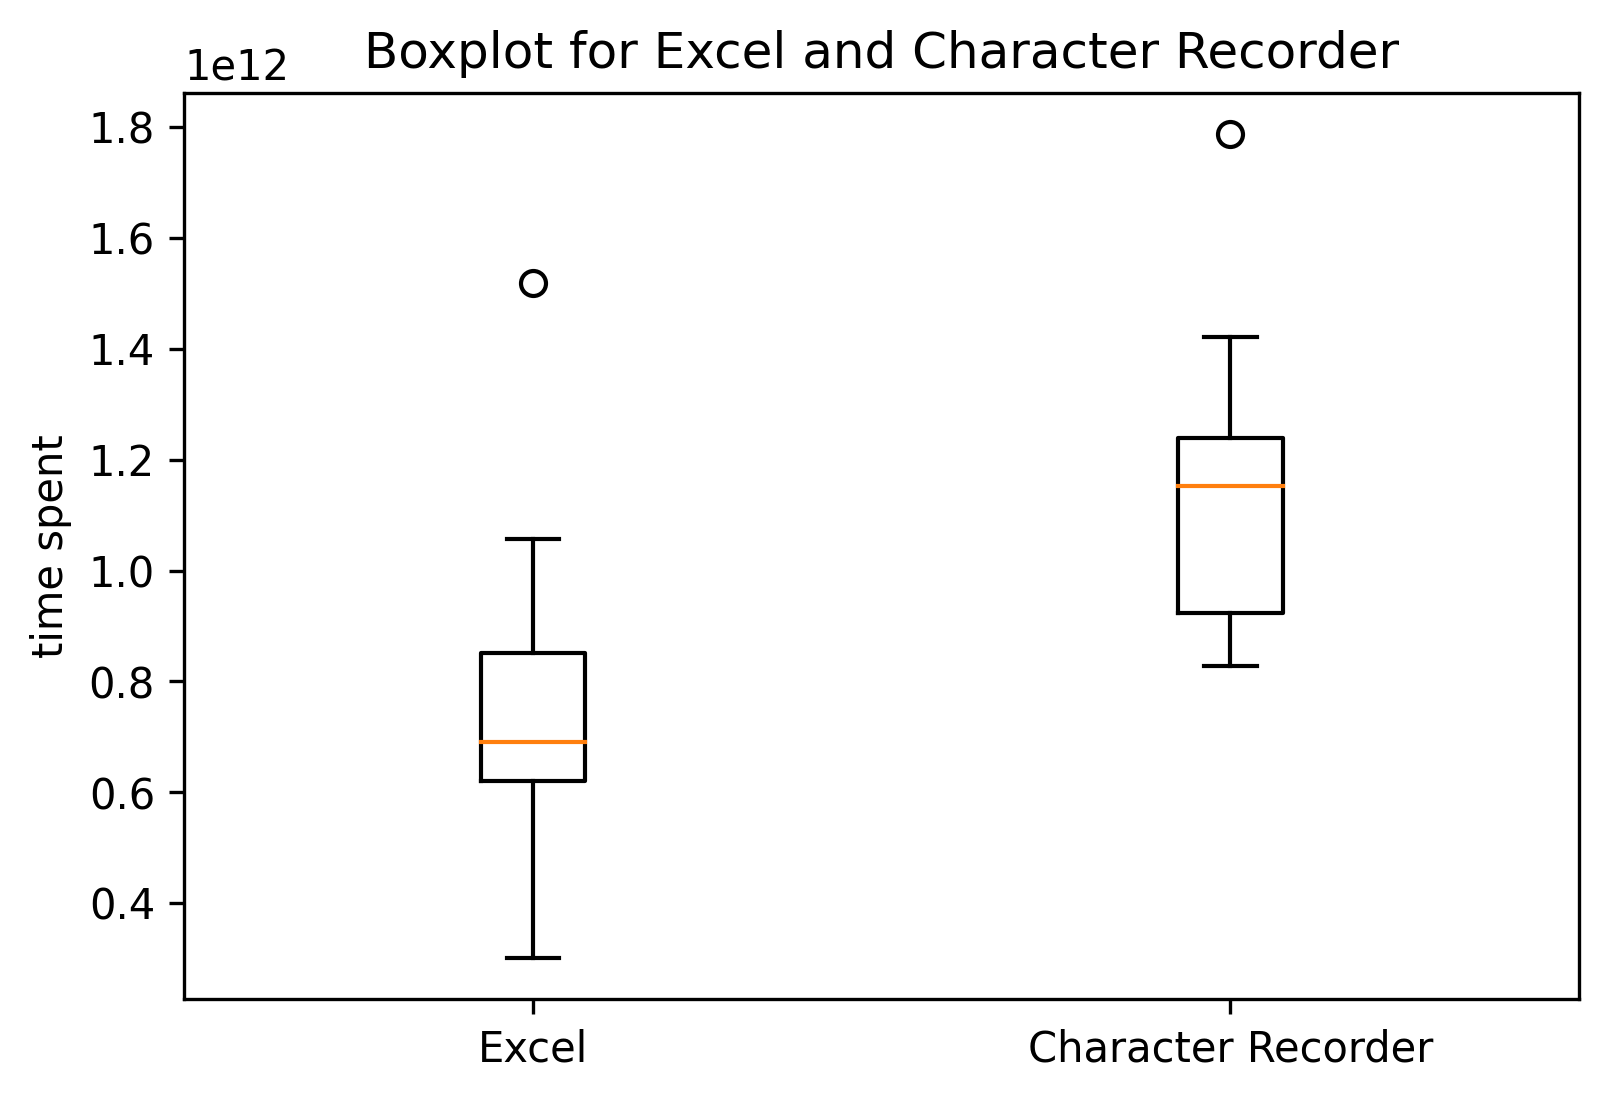 Boxplot for Excel and Character Recorder
1e12
1.8
1.6
1.4
1.2
1.0
0.8
0.6
0.4
time spent
Excel
Character Recorder